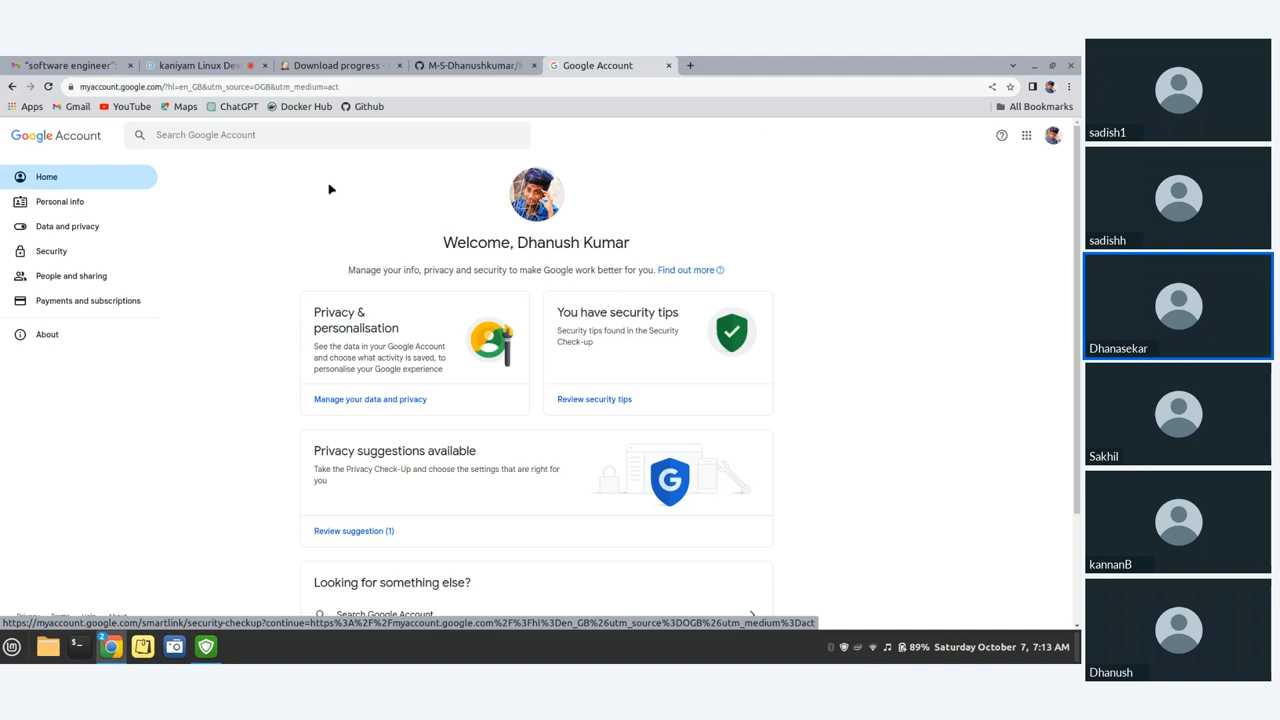 "software engineer":
kaniyam Linux Dev
Download progress -
M-S-Dhanushkumar/k
Google Account
myaccount.google.com/?hl=en_GB&utm_source=OGB&utm_medium=act
Apps
Gmail
YouTube
Maps
ChatGPT
Docker Hub
Github
All Bookmarks
Google Account
Search Google Account
Home
Personal info
Data and privacy
Security
People and sharing
Payments and subscriptions
About
Welcome, Dhanush Kumar
Manage your info, privacy and security to make Google work better for you. Find out more
Privacy &
personalisation
See the data in your Google Account
and choose what activity is saved, to
personalise your Google experience
Manage your data and privacy
You have security tips
Security tips found in the Security
Check-up
Review security tips
Privacy suggestions available
Take the Privacy Check-Up and choose the settings that are right for
you
G
Review suggestion (1)
Looking for something else?
Search Google Account
https://myaccount.google.com/smartlink/security-checkup?continue=https%3A%2F%2Fmyaccount.google.com%2F%3Fhl%3Den_GB%26utm_source%3DOGB%26utm_medium%3Dact
2
89% Saturday October 7, 7:13 AM
sadish1
sadishh
Dhanasekar
Sakhil
kannanB
Dhanush